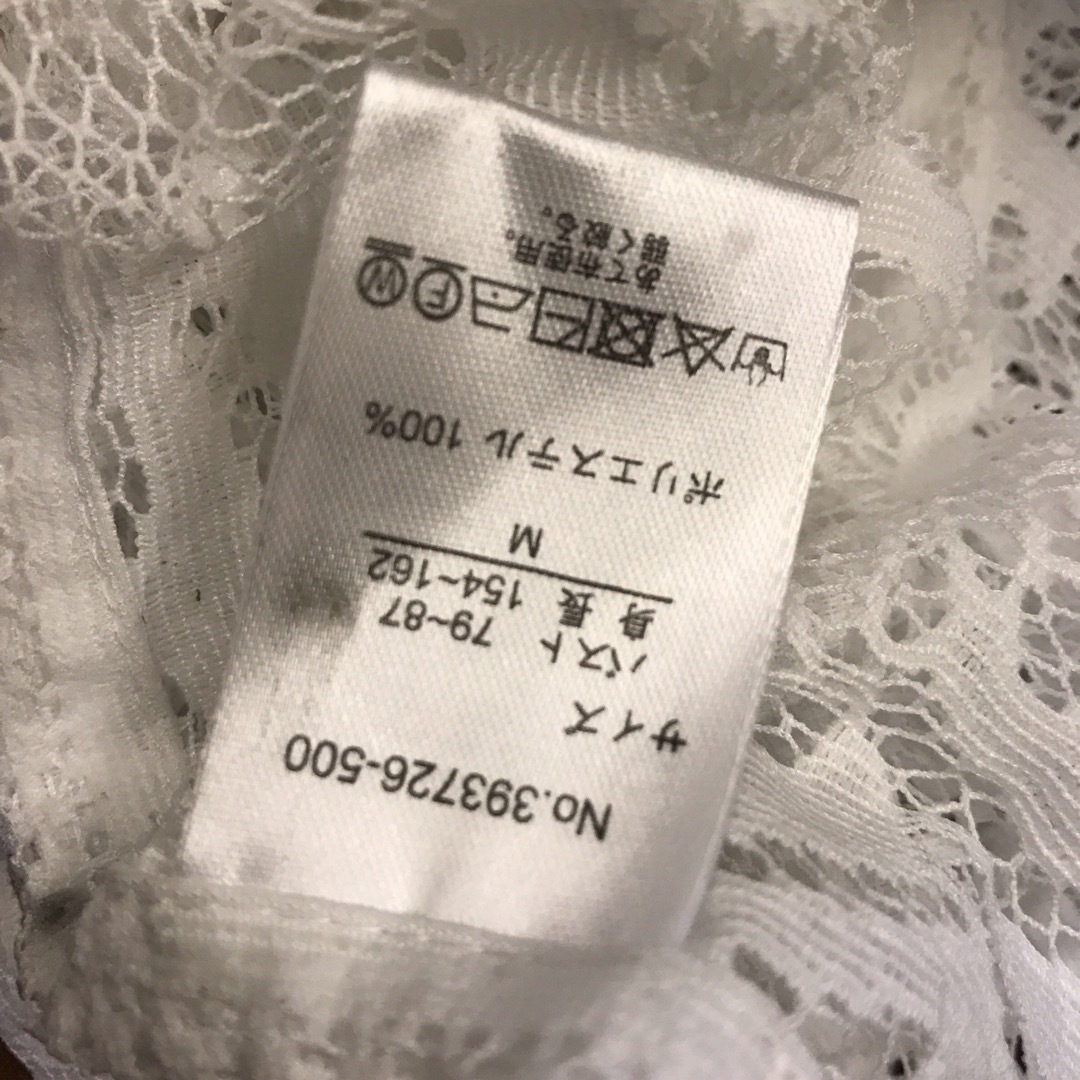 No.393726-500
サイズ
バスト 79~87
身長 154~162
M
ポリエステル 100%
F W
あて布使用。
弱く絞る。